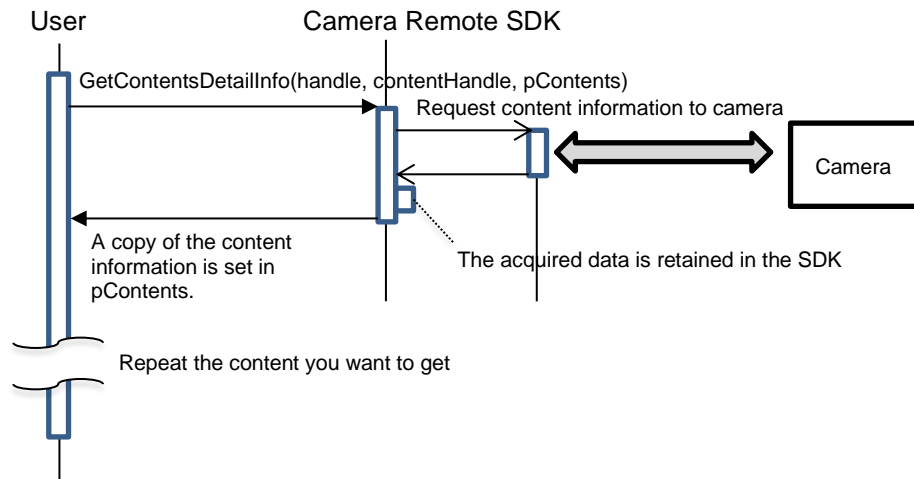 User
Camera Remote SDK
GetContentsDetailInfo(handle, contentHandle, pContents)
Request content information to camera
Camera
A copy of the content
information is set in
pContents.
The acquired data is retained in the SDK
Repeat the content you want to get